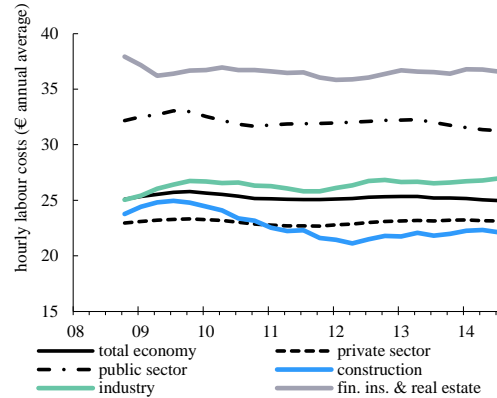 hourly labour costs (€ annual average)
40
35
30
25
20
15
08 09 10 11 12 13 14
total economy private sector
public sector construction
industry fin. ins. & real estate